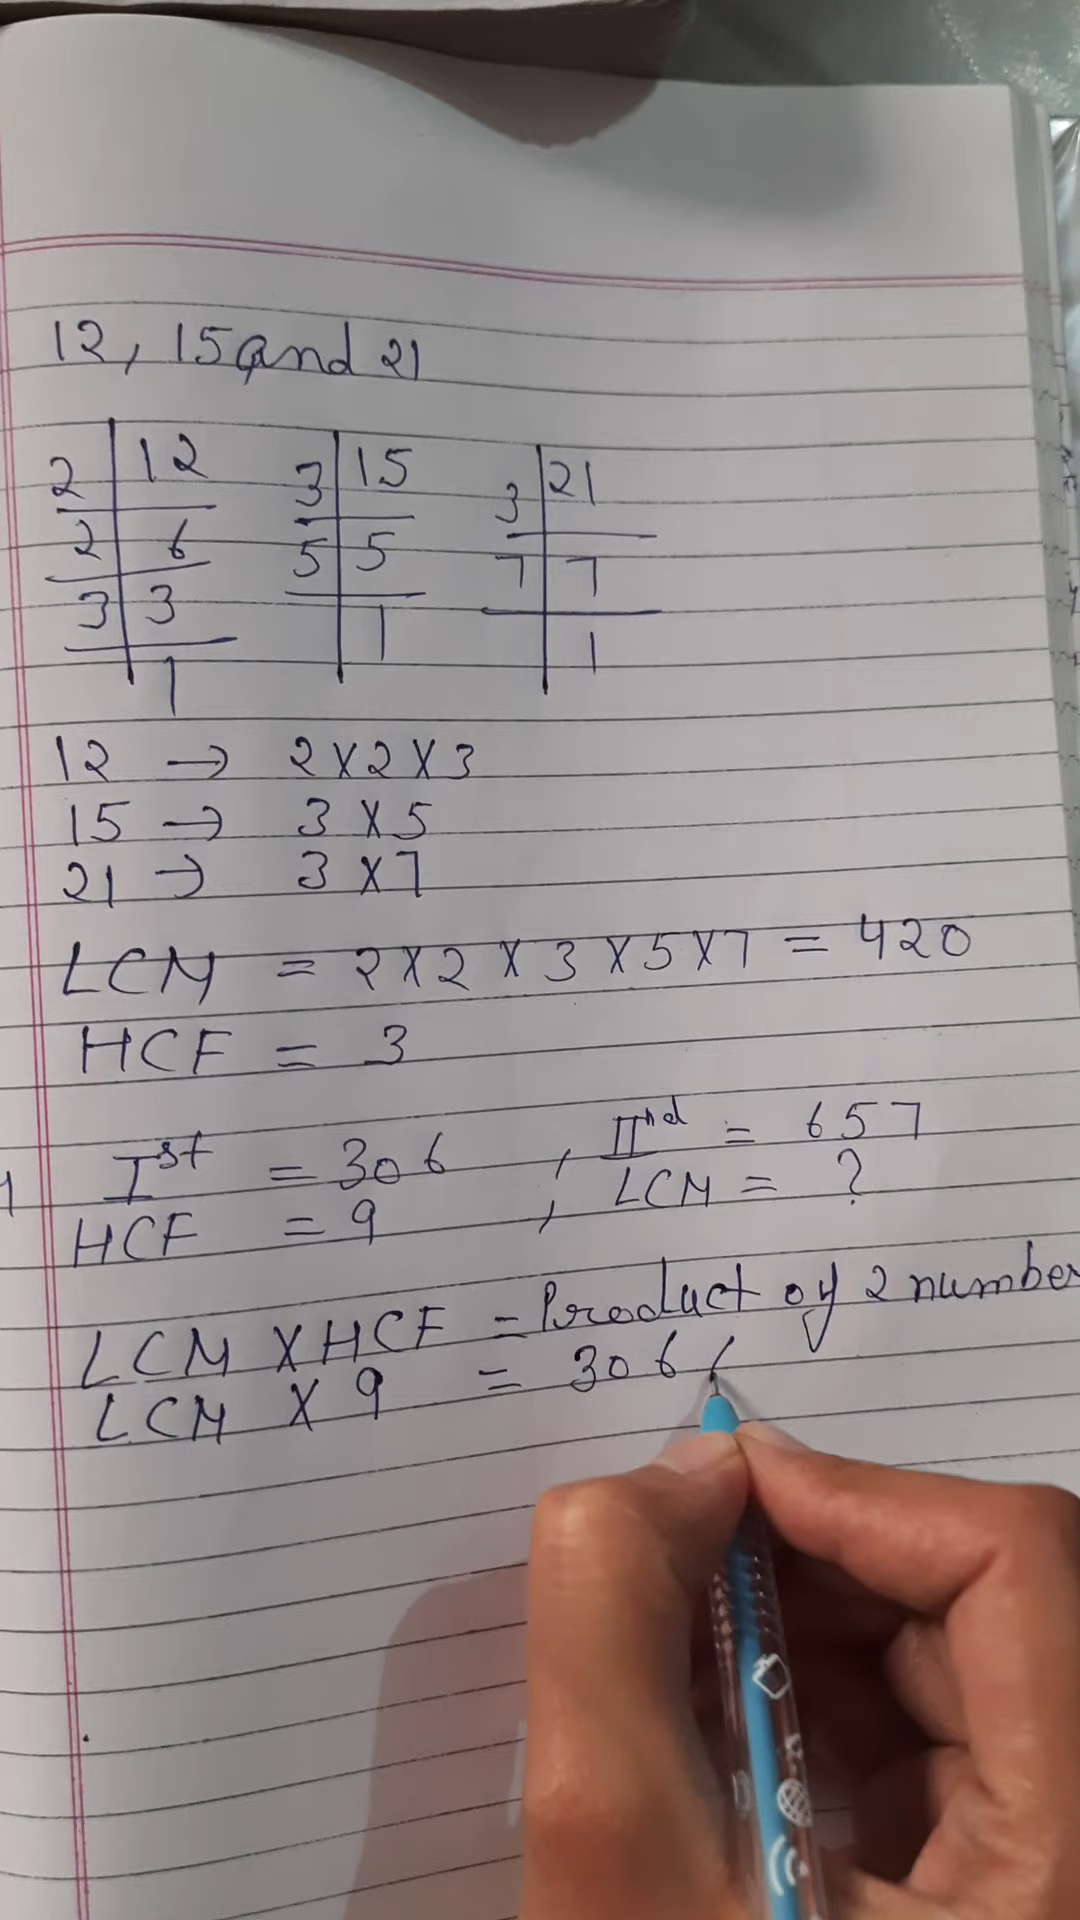 12, 15 and 21
2 | 12   3 | 15   3 | 21
2 | 6   5 | 5   7 | 7
3 | 3   | 1   | 1
| 1
12 → 2 X 2 X 3
15 → 3 X 5
21 → 3 X 7
LCM = 2 X 2 X 3 X 5 X 7 = 420
HCF = 3
Ist = 306 , IInd = 657
HCF = 9 , LCM = ?
LCM X HCF = Product of 2 number
LCM X 9 = 306